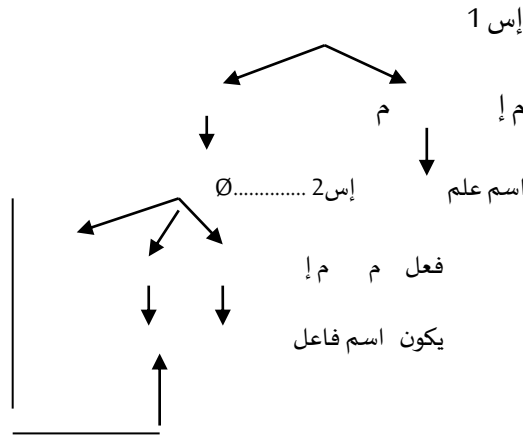 إس 1
م إ م
اسم علم إس2 ..............Ø
فعل م م إ
يكون اسم فاعل